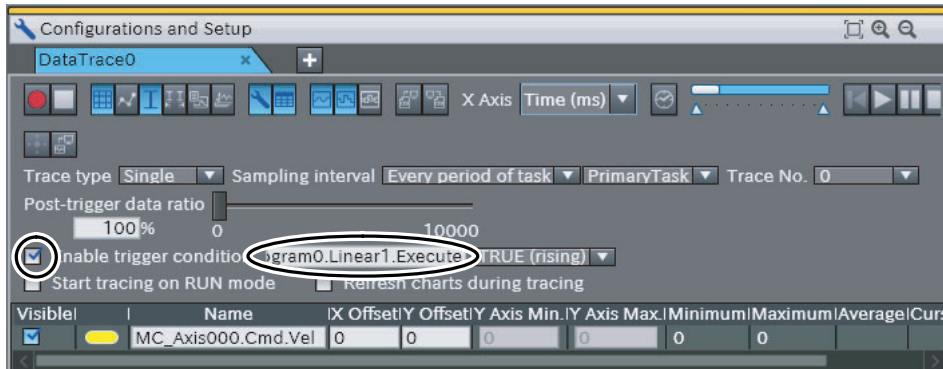 Configurations and Setup
DataTrace0 × +
X Axis Time (ms)
Trace type Single Sampling interval Every period of task PrimaryTask Trace No. 0
Post-trigger data ratio
100 % 0 10000
nable trigger condition ogram0.Linear1.Execute TRUE (rising)
Start tracing on RUN mode Refresh charts during tracing
Visible Name X Offset Y Offset Y Axis Min. Y Axis Max. Minimum Maximum Average Curs
MC_Axis000.Cmd.Vel 0 0 0 0 0 0